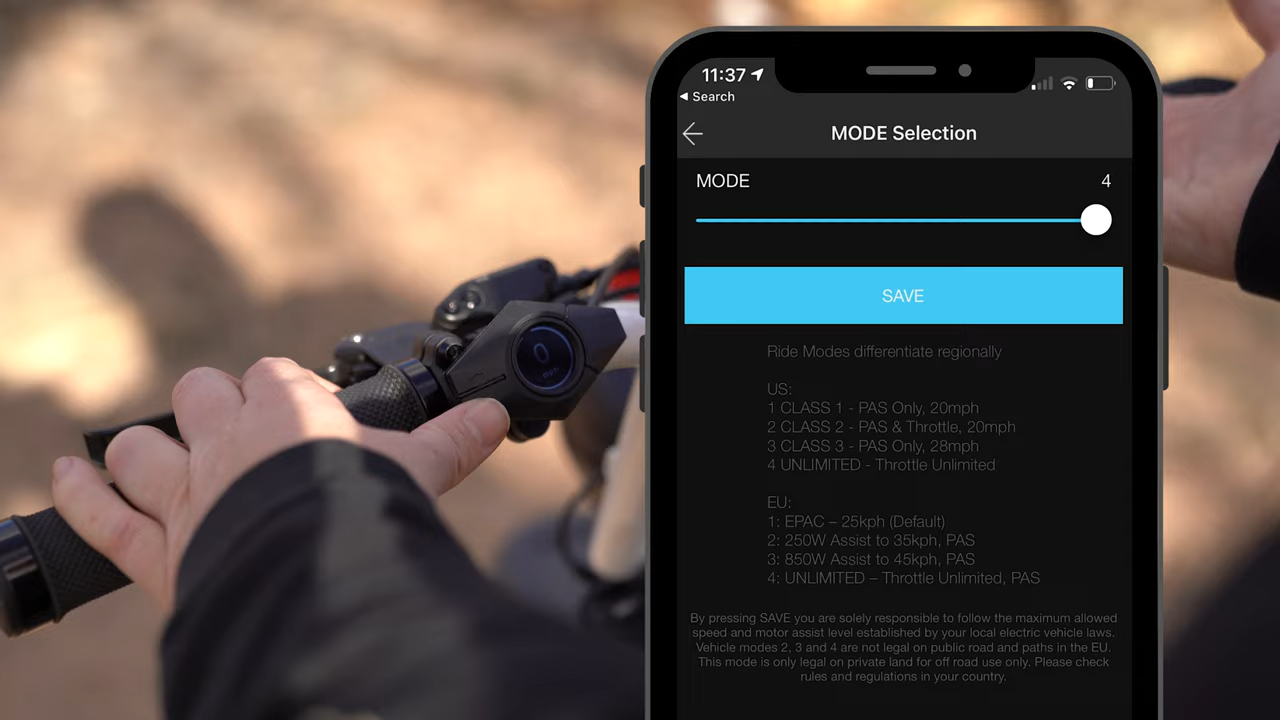 11:37
◀ Search
MODE Selection
MODE 4
SAVE
Ride Modes differentiate regionally
US:
1 CLASS 1 - PAS Only, 20mph
2 CLASS 2 - PAS & Throttle, 20mph
3 CLASS 3 - PAS Only, 28mph
4 UNLIMITED - Throttle Unlimited
EU:
1: EPAC – 25kph (Default)
2: 250W Assist to 35kph, PAS
3: 850W Assist to 45kph, PAS
4: UNLIMITED – Throttle Unlimited, PAS
By pressing SAVE you are solely responsible to follow the maximum allowed
speed and motor assist level established by your local electric vehicle laws.
Vehicle modes 2, 3 and 4 are not legal on public road and paths in the EU.
This mode is only legal on private land for off road use only. Please check
rules and regulations in your country.
0
mph